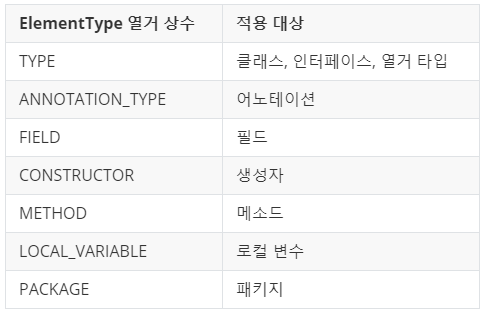 ElementType 열거 상수 적용 대상
TYPE 클래스, 인터페이스, 열거 타입
ANNOTATION_TYPE 어노테이션
FIELD 필드
CONSTRUCTOR 생성자
METHOD 메소드
LOCAL_VARIABLE 로컬 변수
PACKAGE 패키지